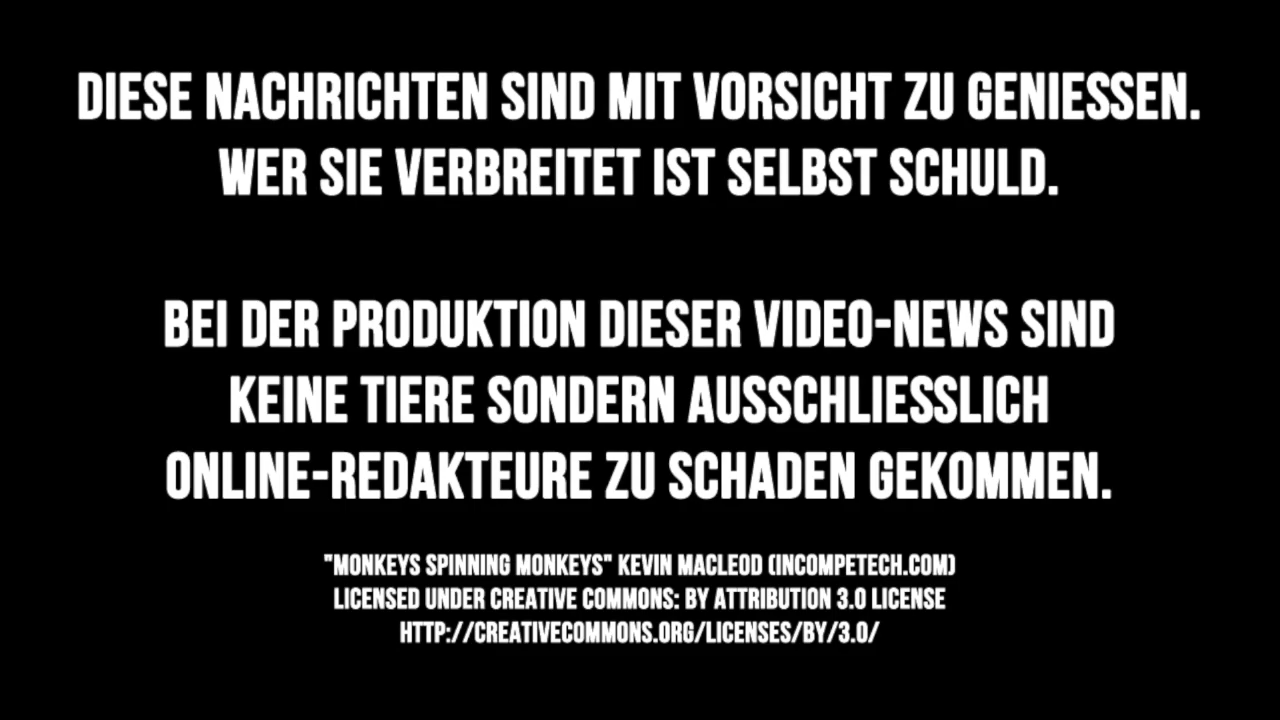 DIESE NACHRICHTEN SIND MIT VORSICHT ZU GENIESSEN.
WER SIE VERBREITET IST SELBST SCHULD.
BEI DER PRODUKTION DIESER VIDEO-NEWS SIND
KEINE TIERE SONDERN AUSSCHLIESSLICH
ONLINE-REDAKTEURE ZU SCHADEN GEKOMMEN.
"MONKEYS SPINNING MONKEYS" KEVIN MACLEOD (INCOMPETECH.COM)
LICENSED UNDER CREATIVE COMMONS: BY ATTRIBUTION 3.0 LICENSE
HTTP://CREATIVECOMMONS.ORG/LICENSES/BY/3.0/